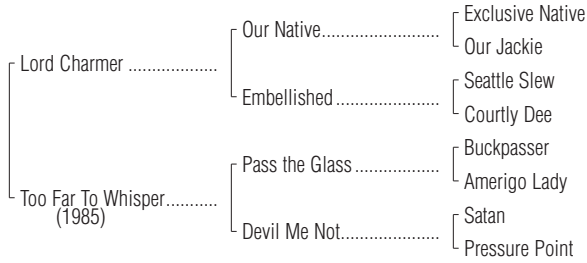 Exclusive Native
Our Native..............................
Our Jackie
Lord Charmer ..................
Seattle Slew
Embellished .....................
Courtly Dee
Buckpasser
Pass the Glass .................
Amerigo Lady
Too Far To Whisper..........
(1985)
Satan
Devil Me Not....................
Pressure Point